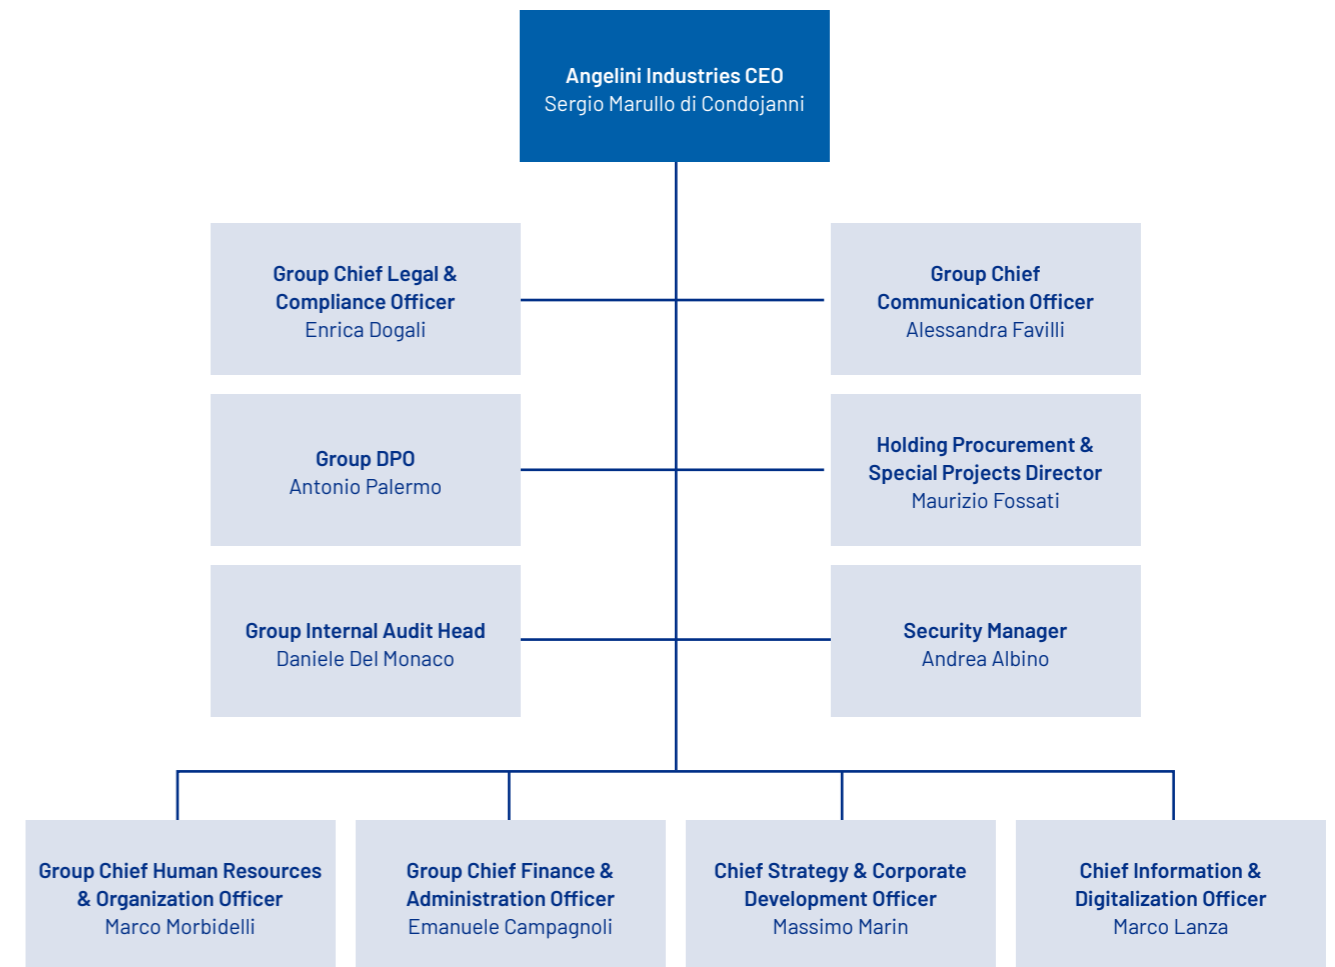 Angelini Industries CEO
Sergio Marullo di Condojanni
Group Chief Legal &
Compliance Officer
Enrica Dogali
Group Chief
Communication Officer
Alessandra Favilli
Group DPO
Antonio Palermo
Holding Procurement &
Special Projects Director
Maurizio Fossati
Group Internal Audit Head
Daniele Del Monaco
Security Manager
Andrea Albino
Group Chief Human Resources
& Organization Officer
Marco Morbidelli
Group Chief Finance &
Administration Officer
Emanuele Campagnoli
Chief Strategy & Corporate
Development Officer
Massimo Marin
Chief Information &
Digitalization Officer
Marco Lanza